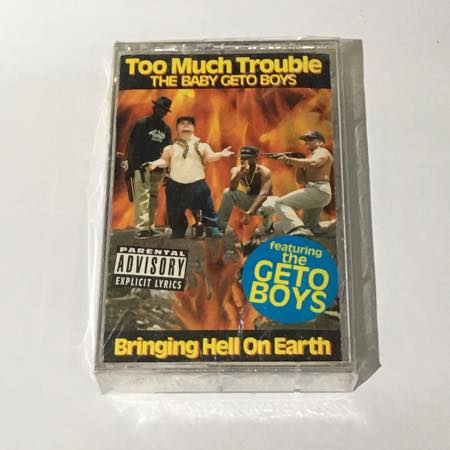 Too Much Trouble
THE BABY GETO BOYS
PARENTAL
ADVISORY
EXPLICIT LYRICS
featuring
the
GETO
BOYS
Bringing Hell On Earth